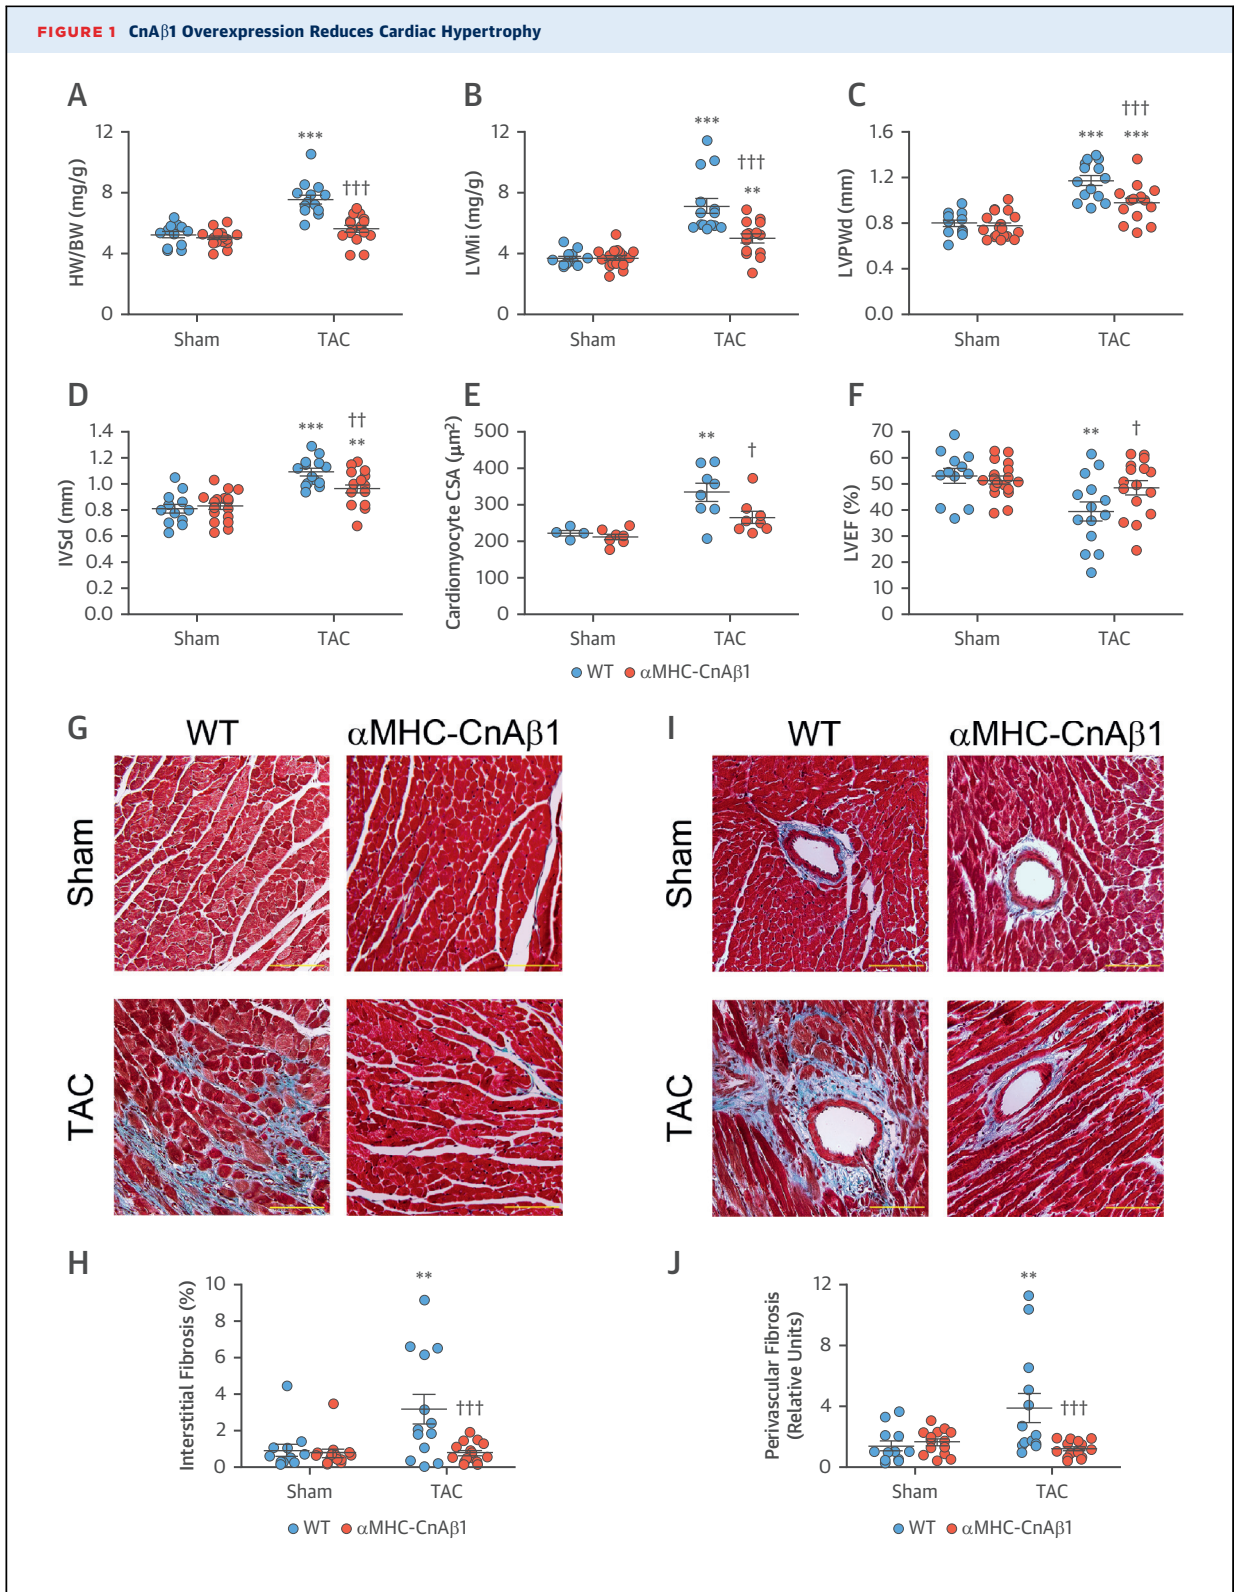 FIGURE 1 CnAβ1 Overexpression Reduces Cardiac Hypertrophy
A
HW/BW (mg/g)
12
8
4
0
***
†††
Sham
TAC
B
LVMi (mg/g)
12
8
4
0
***
†††
**
Sham
TAC
C
LVPWd (mm)
1.6
1.2
0.8
0.4
0.0
***
†††
***
Sham
TAC
D
IVSd (mm)
1.4
1.2
1.0
0.8
0.6
0.4
0.2
0.0
***
††
**
Sham
TAC
E
Cardiomyocyte CSA (μm²)
500
400
300
200
100
0
**
†
Sham
TAC
F
LVEF (%)
70
60
50
40
30
20
10
0
**
†
Sham
TAC
WT αMHC-CnAβ1
G
WT αMHC-CnAβ1
Sham
TAC
I
WT αMHC-CnAβ1
Sham
TAC
H
Interstitial Fibrosis (%)
10
8
6
4
2
0
**
†††
Sham
TAC
WT αMHC-CnAβ1
J
Perivascular Fibrosis
(Relative Units)
12
8
4
0
**
†††
Sham
TAC
WT αMHC-CnAβ1